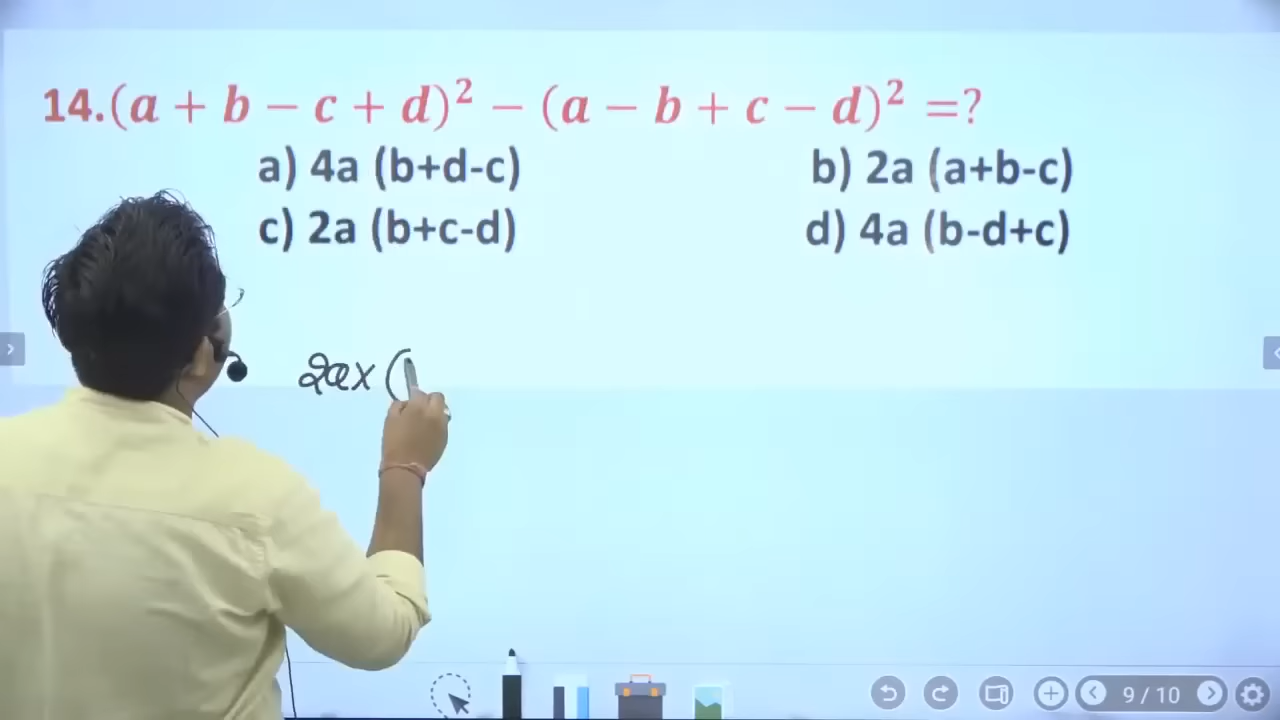 14.(a + b − c + d)² − (a − b + c − d)² =?
a) 4a (b+d-c) b) 2a (a+b-c)
c) 2a (b+c-d) d) 4a (b-d+c)
2a× (
9 / 10